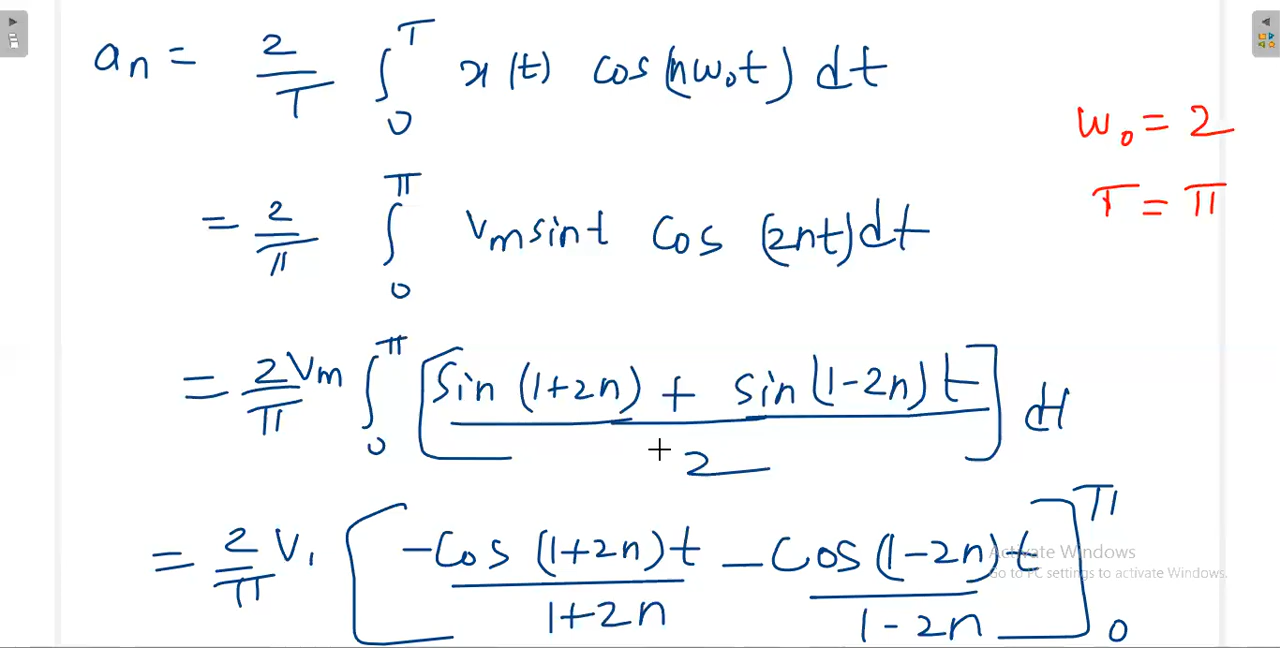 aₙ = 2/T ∫₀ᵀ x(t) cos(nω₀t) dt
ω₀ = 2
T = π
= 2/π ∫₀^π Vm sint cos (2nt) dt
= 2Vm/π ∫₀^π [ (sin (1+2n) + sin (1-2n) t) / 2 ] dt
= 2/π V₁ [ -cos (1+2n)t / 1+2n - cos (1-2n)t / 1-2n ]₀^π
Activate Windows
Go to PC settings to activate Windows.